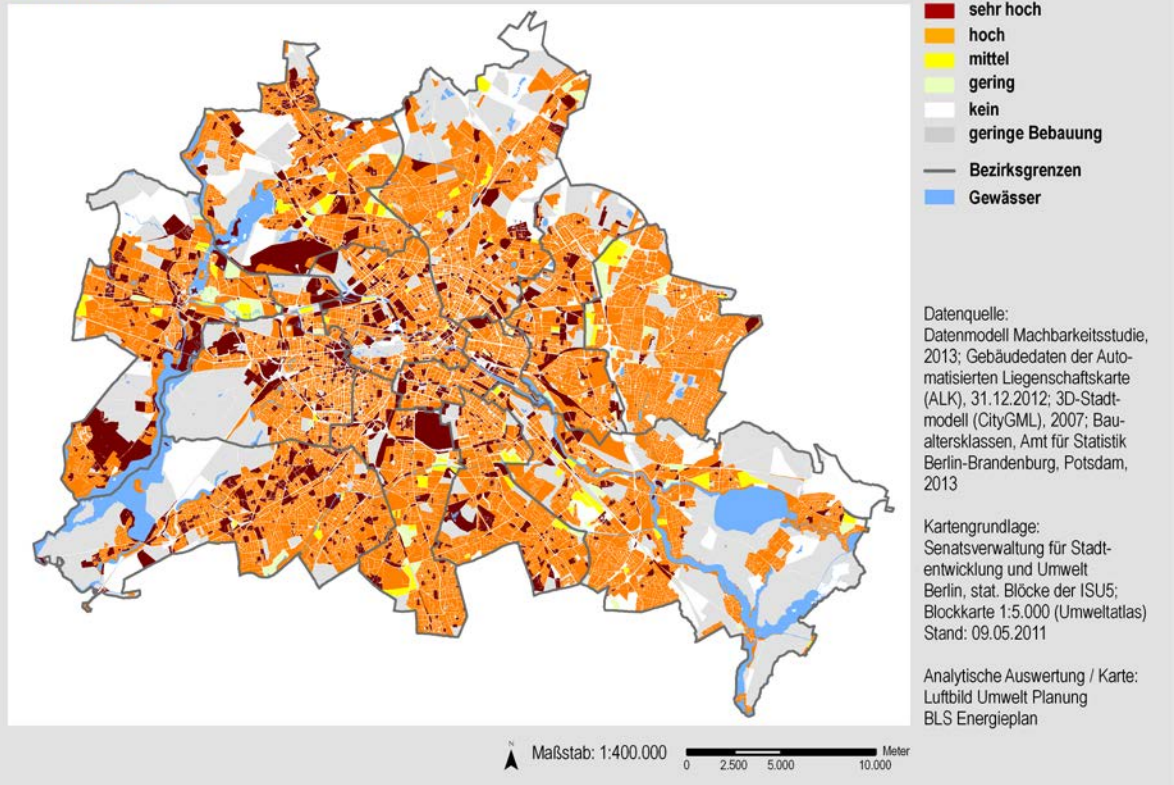 sehr hoch
hoch
mittel
gering
kein
geringe Bebauung
Bezirksgrenzen
Gewässer
Datenquelle:
Datenmodell Machbarkeitsstudie,
2013; Gebäudedaten der Auto-
matisierten Liegenschaftskarte
(ALK), 31.12.2012; 3D-Stadt-
modell (CityGML), 2007; Bau-
altersklassen, Amt für Statistik
Berlin-Brandenburg, Potsdam,
2013
Kartengrundlage:
Senatsverwaltung für Stadt-
entwicklung und Umwelt
Berlin, stat. Blöcke der ISU5;
Blockkarte 1:5.000 (Umweltatlas)
Stand: 09.05.2011
Analytische Auswertung / Karte:
Luftbild Umwelt Planung
BLS Energieplan
N
Maßstab: 1:400.000
Meter
0 2.500 5.000 10.000